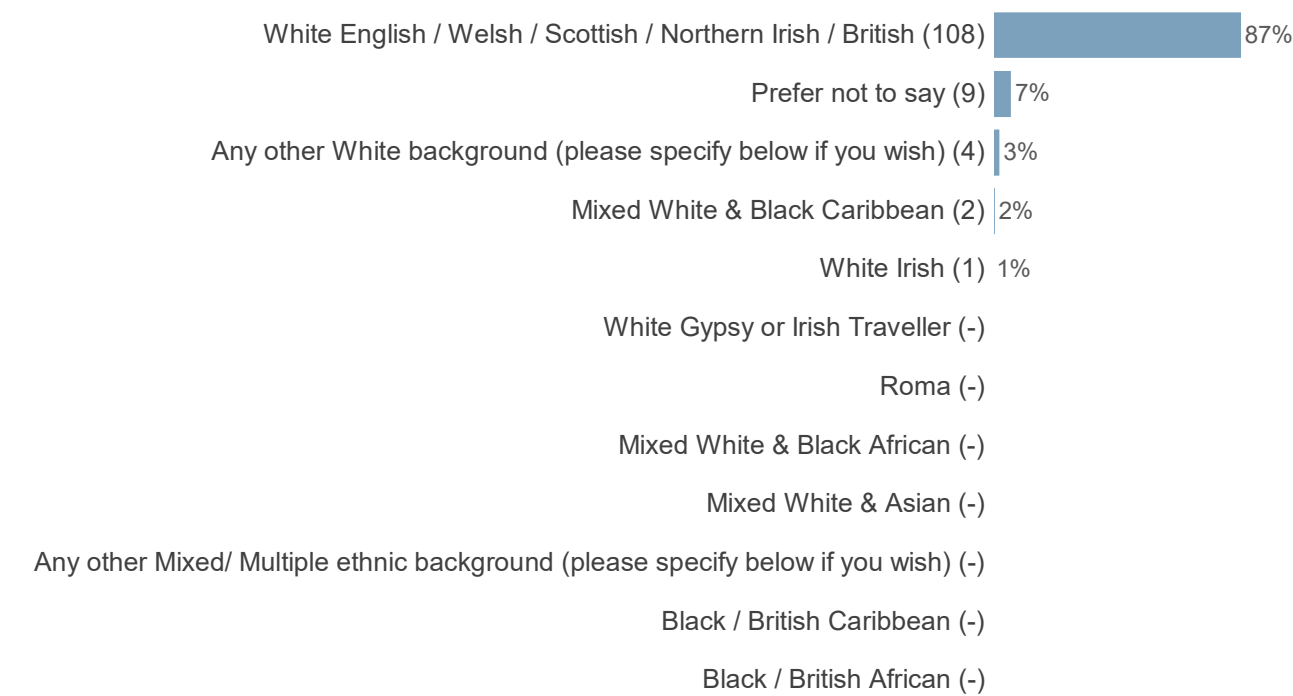 White English / Welsh / Scottish / Northern Irish / British (108) 87%
Prefer not to say (9) 7%
Any other White background (please specify below if you wish) (4) 3%
Mixed White & Black Caribbean (2) 2%
White Irish (1) 1%
White Gypsy or Irish Traveller (-)
Roma (-)
Mixed White & Black African (-)
Mixed White & Asian (-)
Any other Mixed/ Multiple ethnic background (please specify below if you wish) (-)
Black / British Caribbean (-)
Black / British African (-)